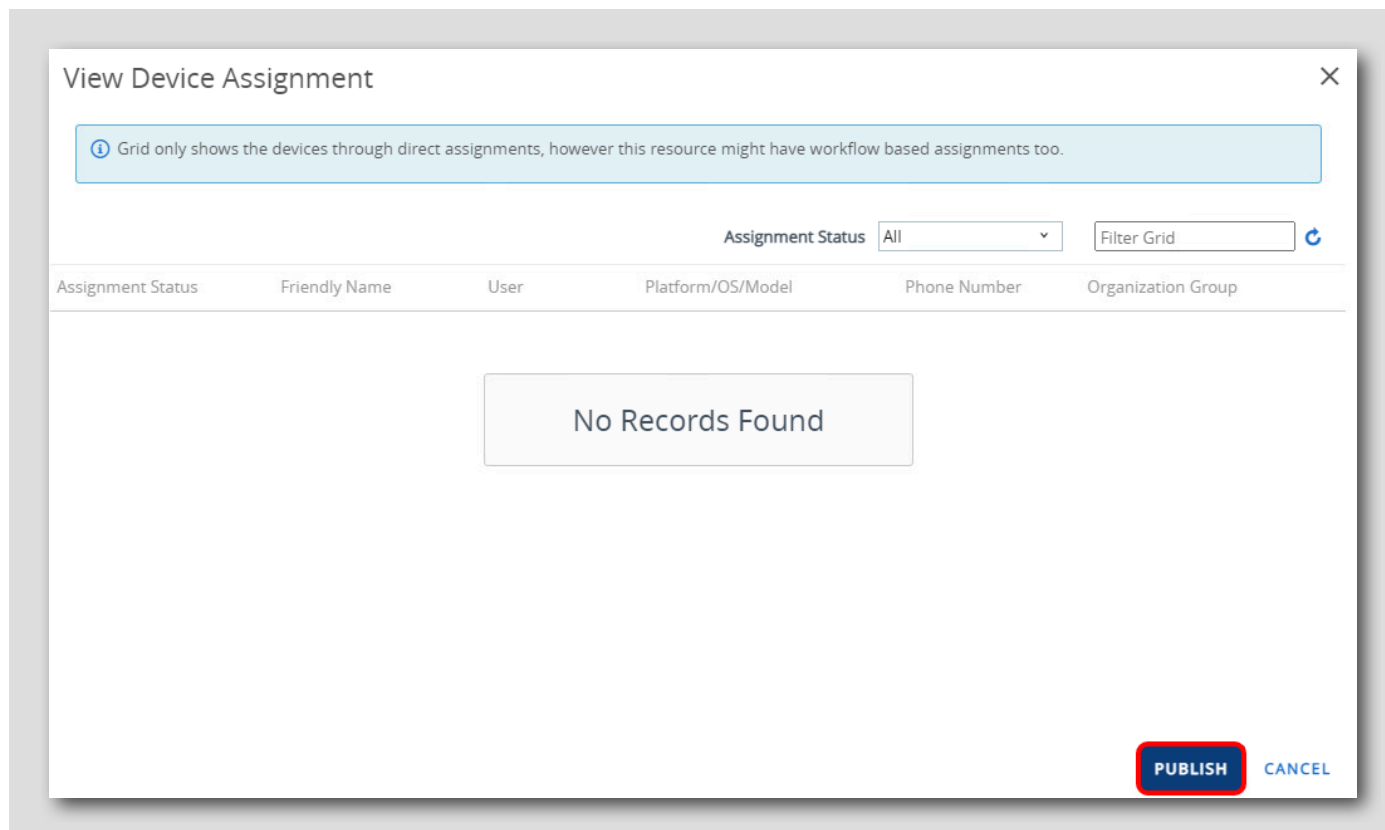 View Device Assignment
Grid only shows the devices through direct assignments, however this resource might have workflow based assignments too.
Assignment Status All Filter Grid
Assignment Status Friendly Name User Platform/OS/Model Phone Number Organization Group
No Records Found
PUBLISH CANCEL